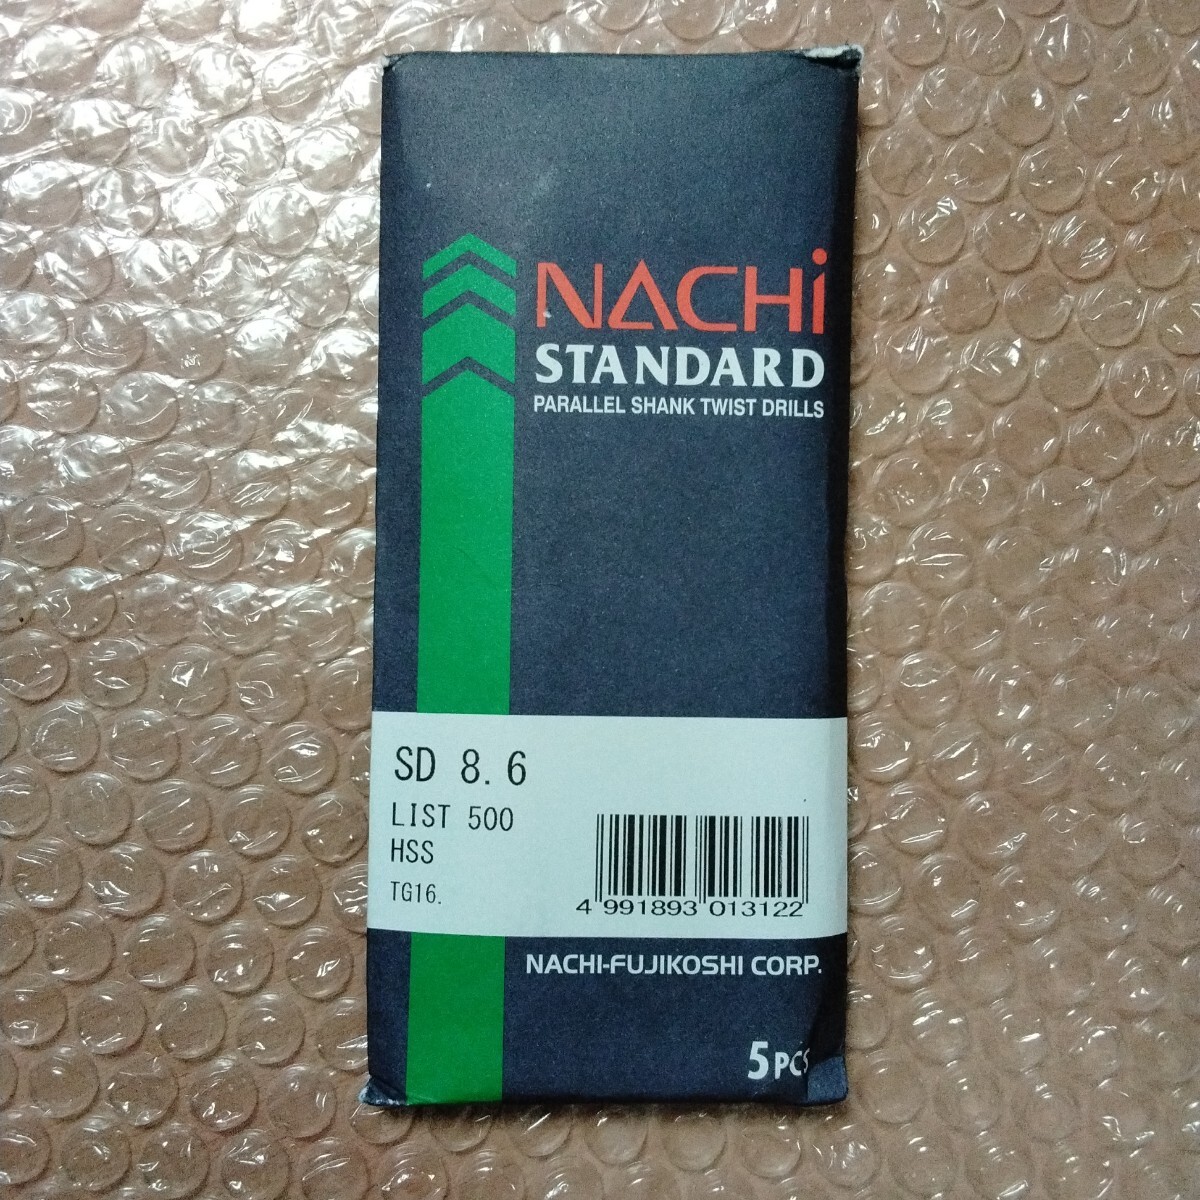 NACHi
STANDARD
PARALLEL SHANK TWIST DRILLS
SD 8.6
LIST 500
HSS
TG16.
4 991893 013122
NACHI-FUJIKOSHI CORP.
5PCS